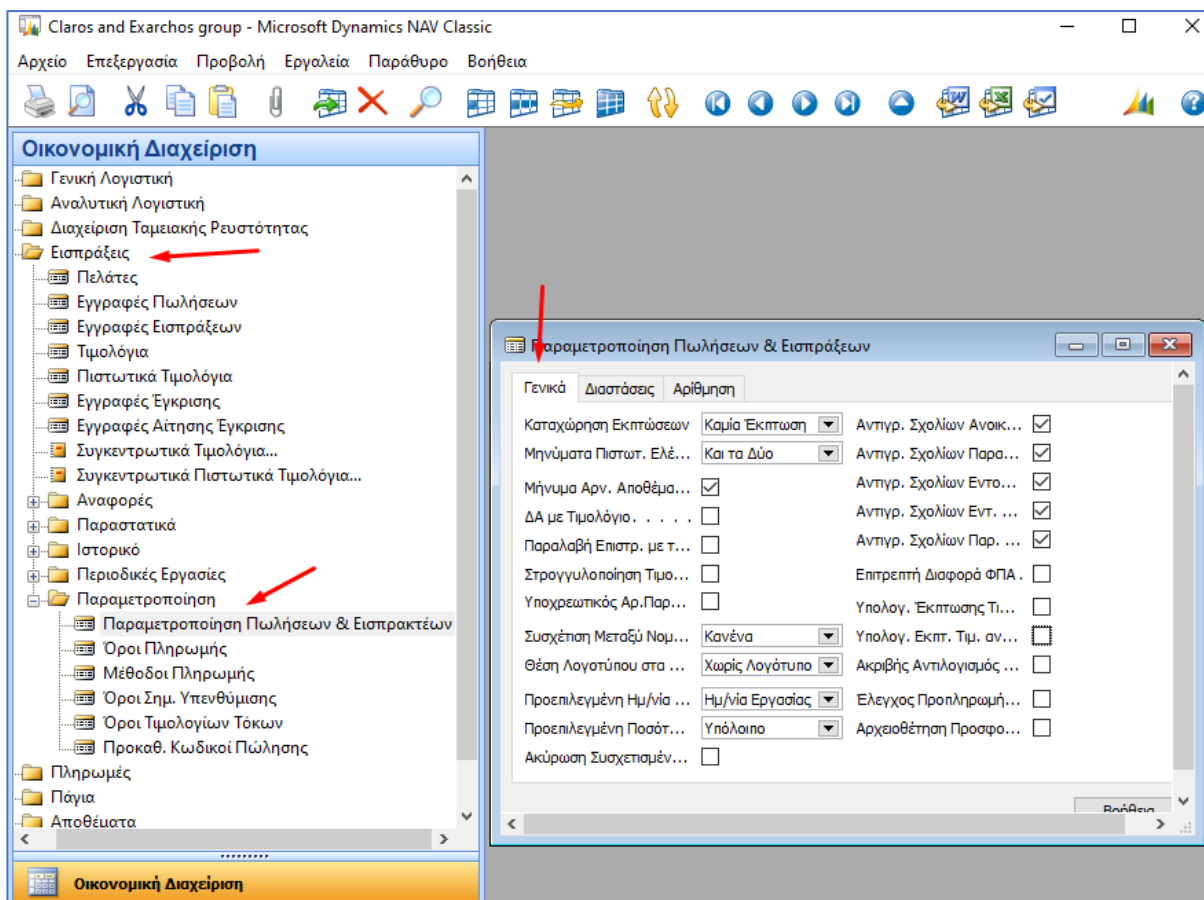 Claros and Exarchos group - Microsoft Dynamics NAV Classic
Αρχείο Επεξεργασία Προβολή Εργαλεία Παράθυρο Βοήθεια
Οικονομική Διαχείριση
Γενική Λογιστική
Αναλυτική Λογιστική
Διαχείριση Ταμειακής Ρευστότητας
Εισπράξεις
Πελάτες
Εγγραφές Πωλήσεων
Εγγραφές Εισπράξεων
Τιμολόγια
Πιστωτικά Τιμολόγια
Εγγραφές Έγκρισης
Εγγραφές Αίτησης Έγκρισης
Συγκεντρωτικά Τιμολόγια...
Συγκεντρωτικά Πιστωτικά Τιμολόγια...
Αναφορές
Παραστατικά
Ιστορικό
Περιοδικές Εργασίες
Παραμετροποίηση
Παραμετροποίηση Πωλήσεων & Εισπρακτέων
Όροι Πληρωμής
Μέθοδοι Πληρωμής
Όροι Σημ. Υπενθύμισης
Όροι Τιμολογίων Τόκων
Προκαθ. Κωδικοί Πώλησης
Πληρωμές
Πάγια
Αποθέματα
Οικονομική Διαχείριση
Παραμετροποίηση Πωλήσεων & Εισπράξεων
Γενικά Διαστάσεις Αρίθμηση
Καταχώρηση Εκπτώσεων Καμία Έκπτωση
Μηνύματα Πιστωτ. Ελέ... Και τα Δύο
Μήνυμα Αρν. Αποθέμα...
ΔΑ με Τιμολόγιο. . . . .
Παραλαβή Επιστρ. με τ...
Στρογγυλοποίηση Τιμο...
Υποχρεωτικός Αρ.Παρ...
Συσχέτιση Μεταξύ Νομ... Κανένα
Θέση Λογοτύπου στα ... Χωρίς Λογότυπο
Προεπιλεγμένη Ημ/νία ... Ημ/νία Εργασίας
Προεπιλεγμένη Ποσότ... Υπόλοιπο
Ακύρωση Συσχετισμέν...
Αντιγρ. Σχολίων Ανοικ...
Αντιγρ. Σχολίων Παρα...
Αντιγρ. Σχολίων Εντο...
Αντιγρ. Σχολίων Εντ. ...
Αντιγρ. Σχολίων Παρ. ...
Επιτρεπτή Διαφορά ΦΠΑ .
Υπολογ. Έκπτωσης Τι...
Υπολογ. Εκπτ. Τιμ. αν...
Ακριβής Αντιλογισμός ...
Έλεγχος Προπληρωμή...
Αρχειοθέτηση Προσφο...
Βοήθεια